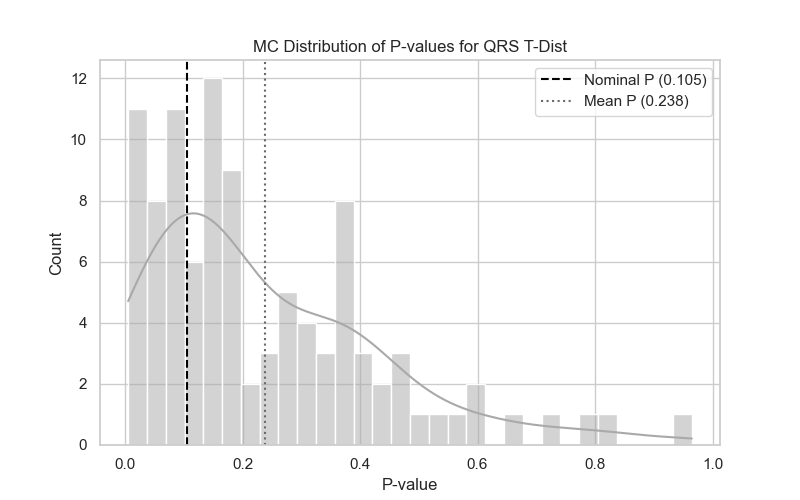 MC Distribution of P-values for QRS T-Dist
Nominal P (0.105)
Mean P (0.238)
Count
12
10
8
6
4
2
0
0.0 0.2 0.4 0.6 0.8 1.0
P-value